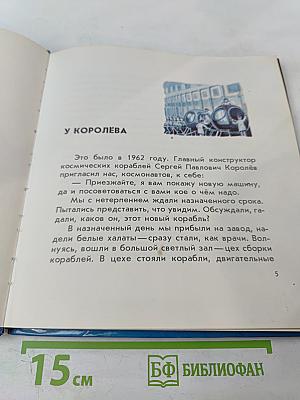 У КОРОЛЁВА
Это было в 1962 году. Главный конструктор
космических кораблей Сергей Павлович Королёв
пригласил нас, космонавтов, к себе:
— Приезжайте, я вам покажу новую машину,
да и посоветоваться с вами кое о чём надо.
Мы с нетерпением ждали назначенного срока.
Пытались представить, что увидим. Обсуждали, га-
дали, каков он, этот новый корабль?
В назначенный день мы прибыли на завод, на-
дели белые халаты — сразу стали, как врачи. Вол-
нуясь, вошли в большой светлый зал — цех сборки
кораблей. В цехе стояли корабли, двигательные
5
15 см
БФ БИБЛИОФАН